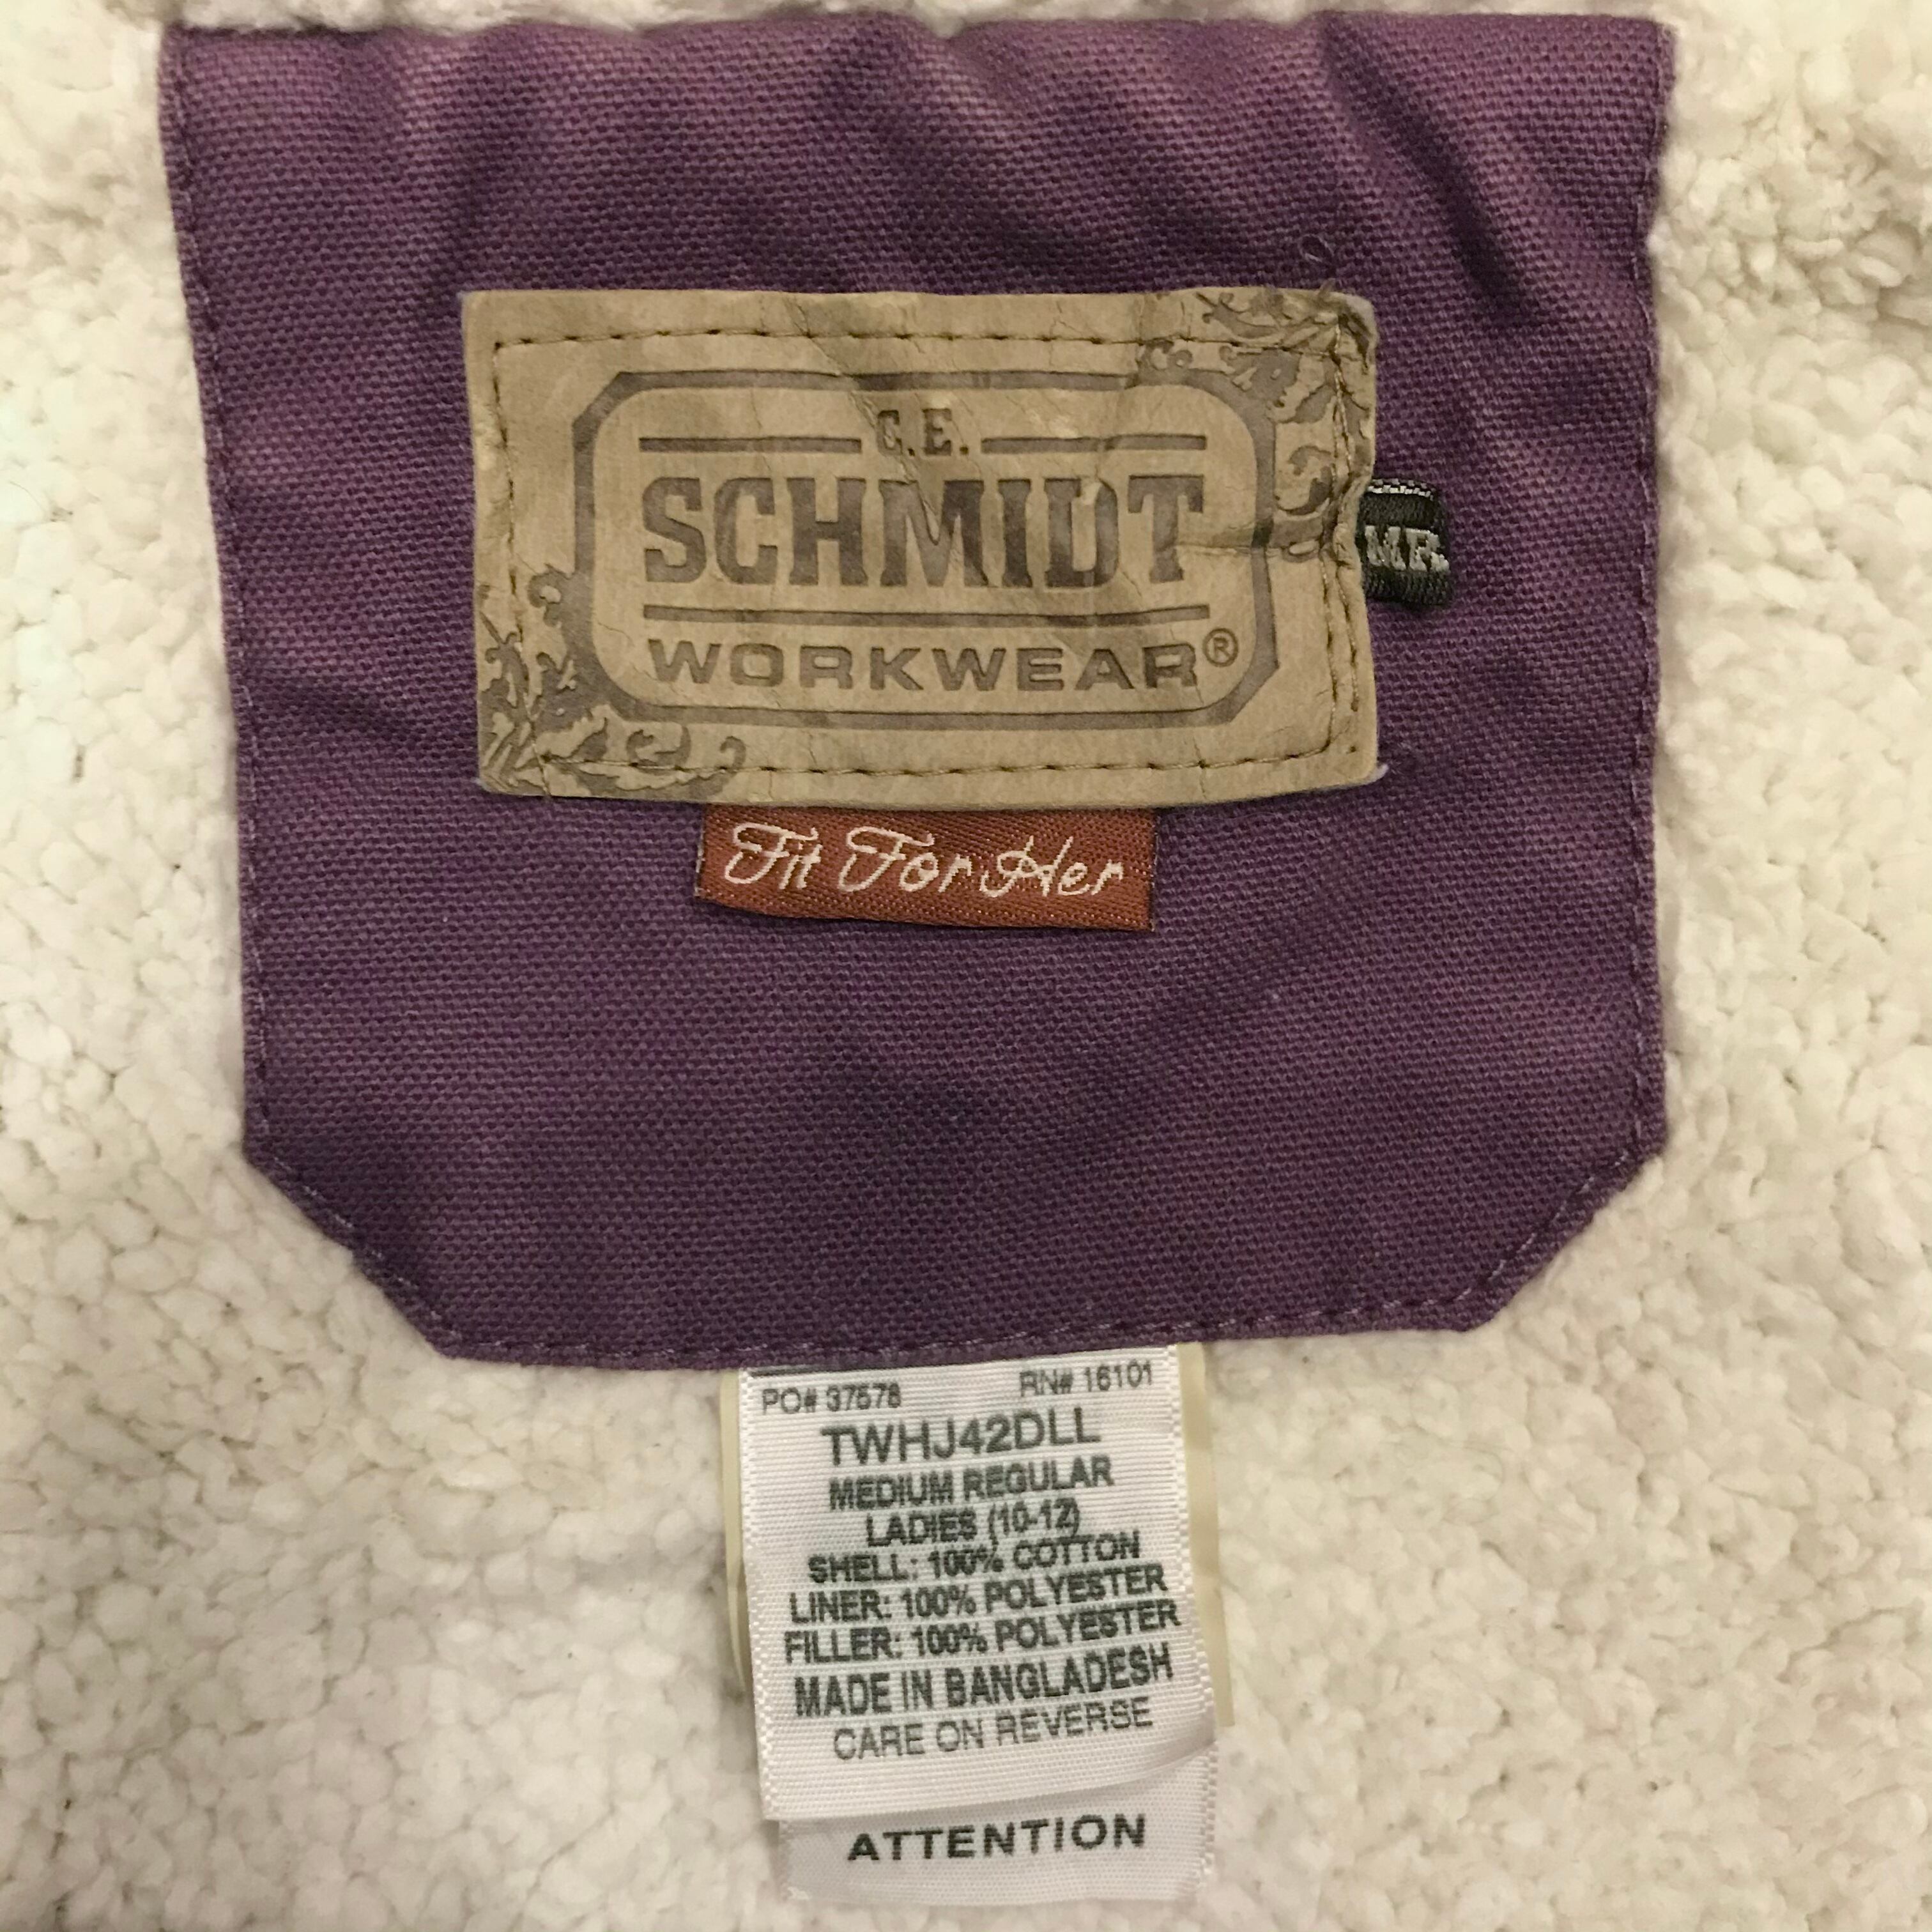 C.E.
SCHMIDT
WORKWEAR®
MR
Fit For Her
PO# 37578 RN# 16101
TWHJ42DLL
MEDIUM REGULAR
LADIES (10-12)
SHELL: 100% COTTON
LINER: 100% POLYESTER
FILLER: 100% POLYESTER
MADE IN BANGLADESH
CARE ON REVERSE
ATTENTION